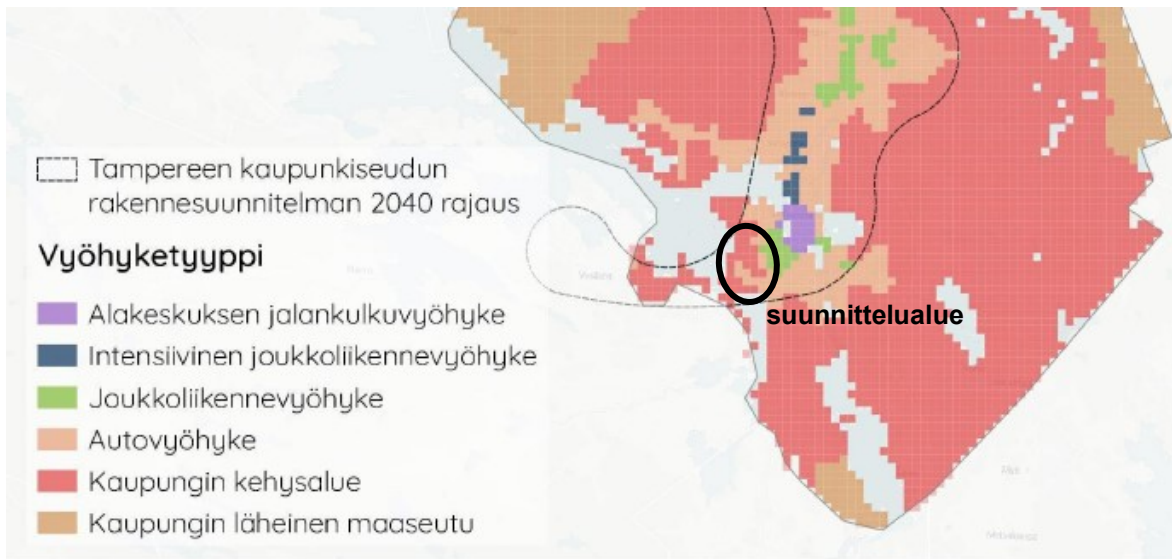 Tampereen kaupunkiseudun
rakennesuunnitelman 2040 rajaus
Vyöhyketyyppi
Alakeskuksen jalankulkuvyöhyke
Intensiivinen joukkoliikennevyöhyke
Joukkoliikennevyöhyke
Autovyöhyke
Kaupungin kehysalue
Kaupungin läheinen maaseutu
suunnittelualue